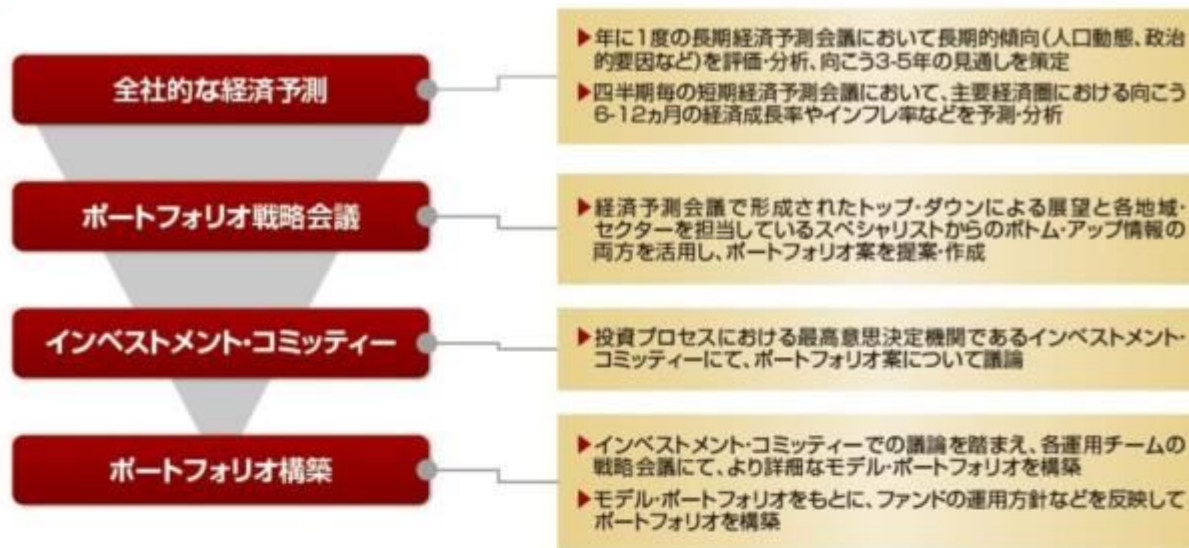 全社的な経済予測
▶年に1度の長期経済予測会議において長期的傾向(人口動態、政治
的要因など)を評価・分析、向こう3-5年の見通しを策定
▶四半期毎の短期経済予測会議において、主要経済圏における向こう
6-12ヵ月の経済成長率やインフレ率などを予測・分析
ポートフォリオ戦略会議
▶経済予測会議で形成されたトップ・ダウンによる展望と各地域・
セクターを担当しているスペシャリストからのボトム・アップ情報の
両方を活用し、ポートフォリオ案を提案・作成
インベストメント・コミッティー
▶投資プロセスにおける最高意思決定機関であるインベストメント・
コミッティーにて、ポートフォリオ案について議論
ポートフォリオ構築
▶インベストメント・コミッティーでの議論を踏まえ、各運用チームの
戦略会議にて、より詳細なモデル・ポートフォリオを構築
▶モデル・ポートフォリオをもとに、ファンドの運用方針などを反映して
ポートフォリオを構築